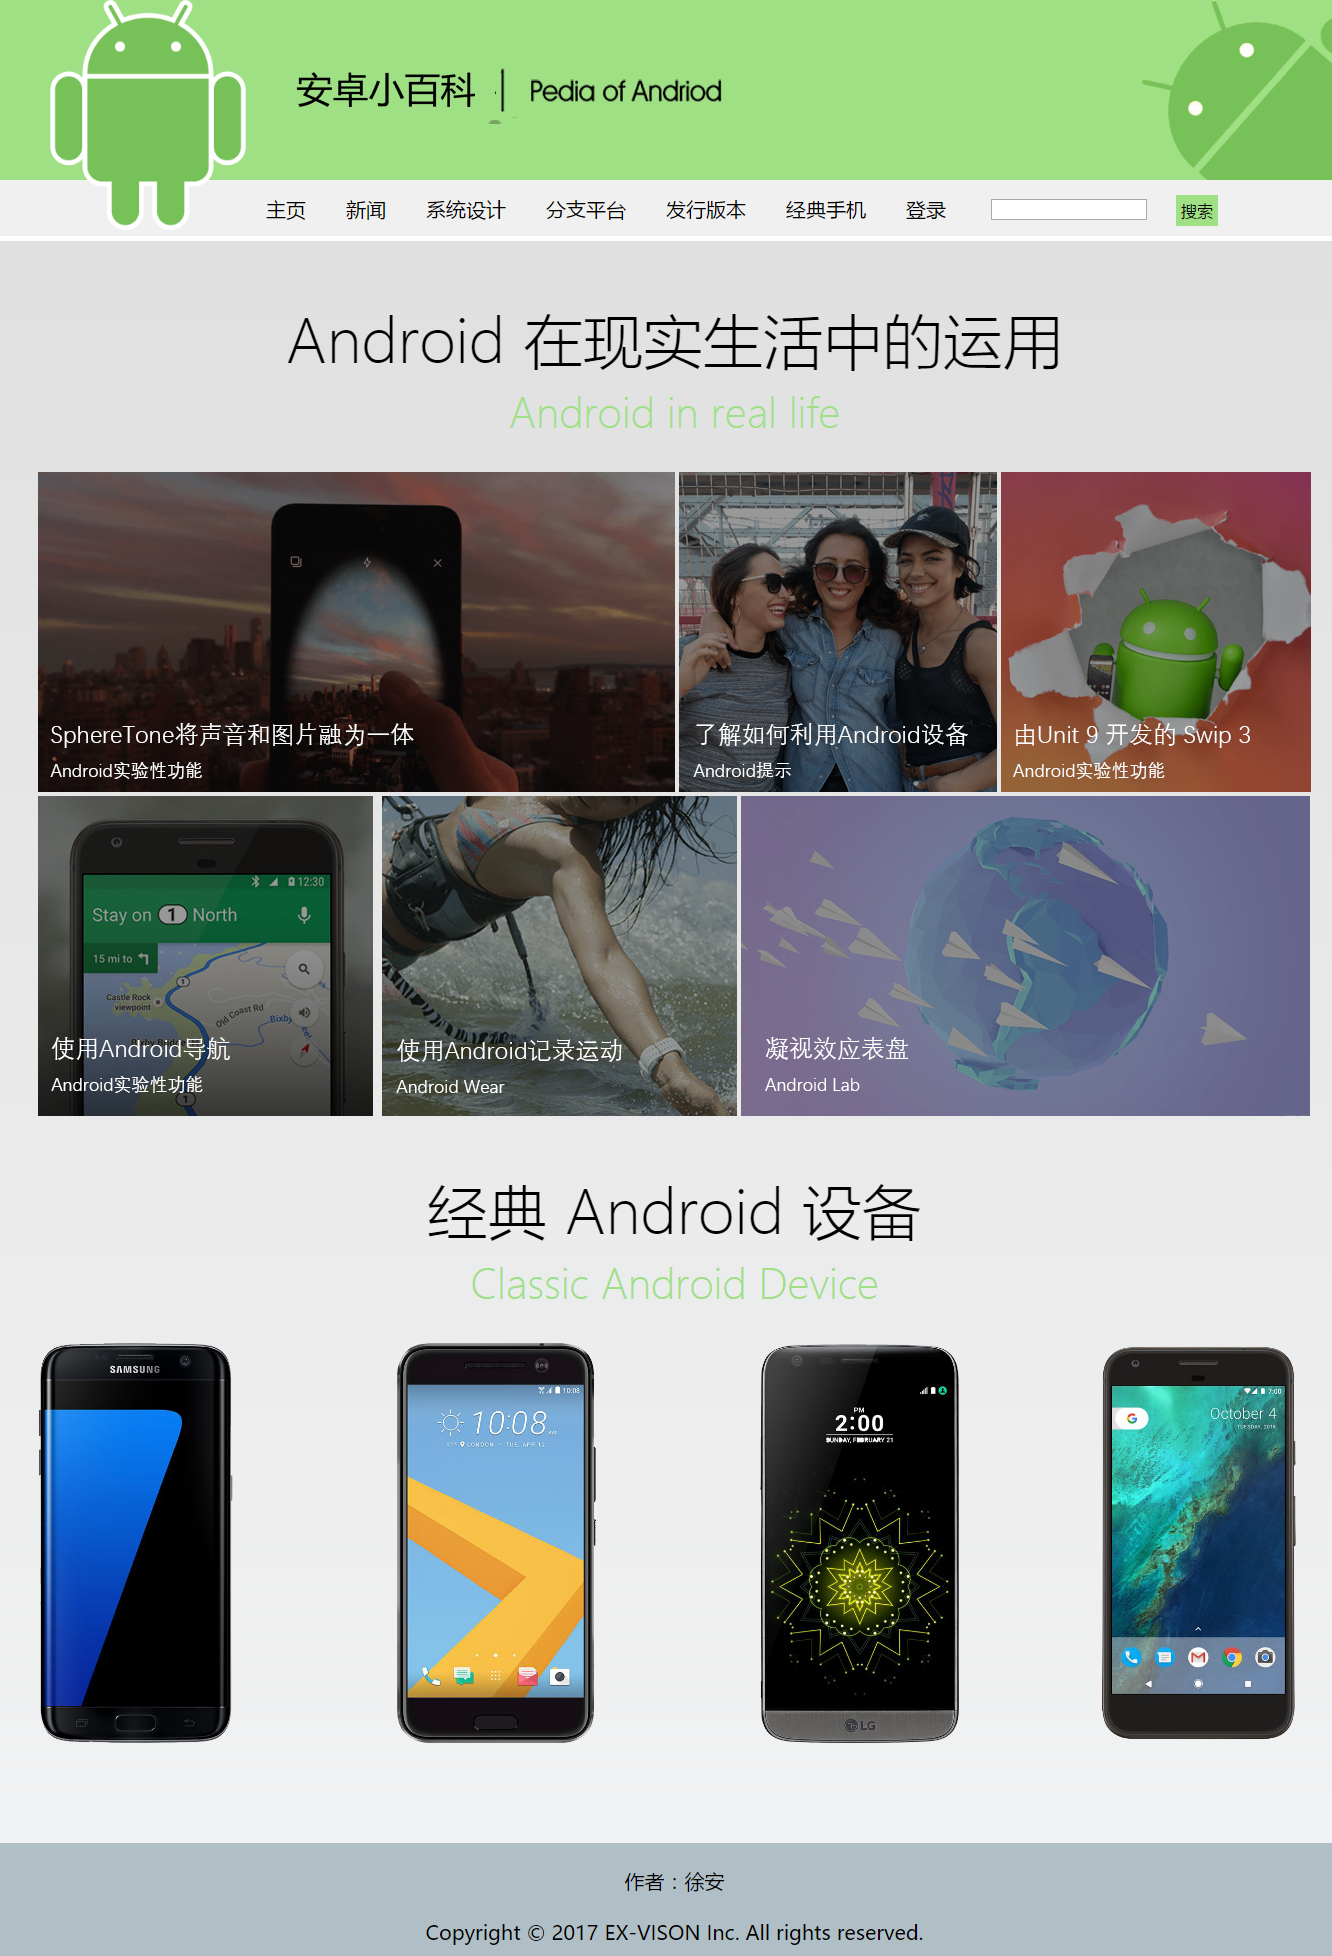 安卓小百科 Pedia of Andriod
主页 新闻 系统设计 分支平台 发行版本 经典手机 登录 搜索
Android 在现实生活中的运用
Android in real life
SphereTone将声音和图片融为一体
Android实验性功能
了解如何利用Android设备
Android提示
由Unit 9 开发的 Swip 3
Android实验性功能
12:30
Stay on 1 North
15 mi to
Castle Rock
viewpoint
Old Coast Rd
使用Android导航
Android实验性功能
使用Android记录运动
Android Wear
凝视效应表盘
Android Lab
经典 Android 设备
Classic Android Device
SAMSUNG
10:08
10:08
LONDON - TUE, APR 12
PM
2:00
SUNDAY, FEBRUARY 21
LG
7:00
G
October 4
TUESDAY, 2016
作者：徐安
Copyright © 2017 EX-VISON Inc. All rights reserved.